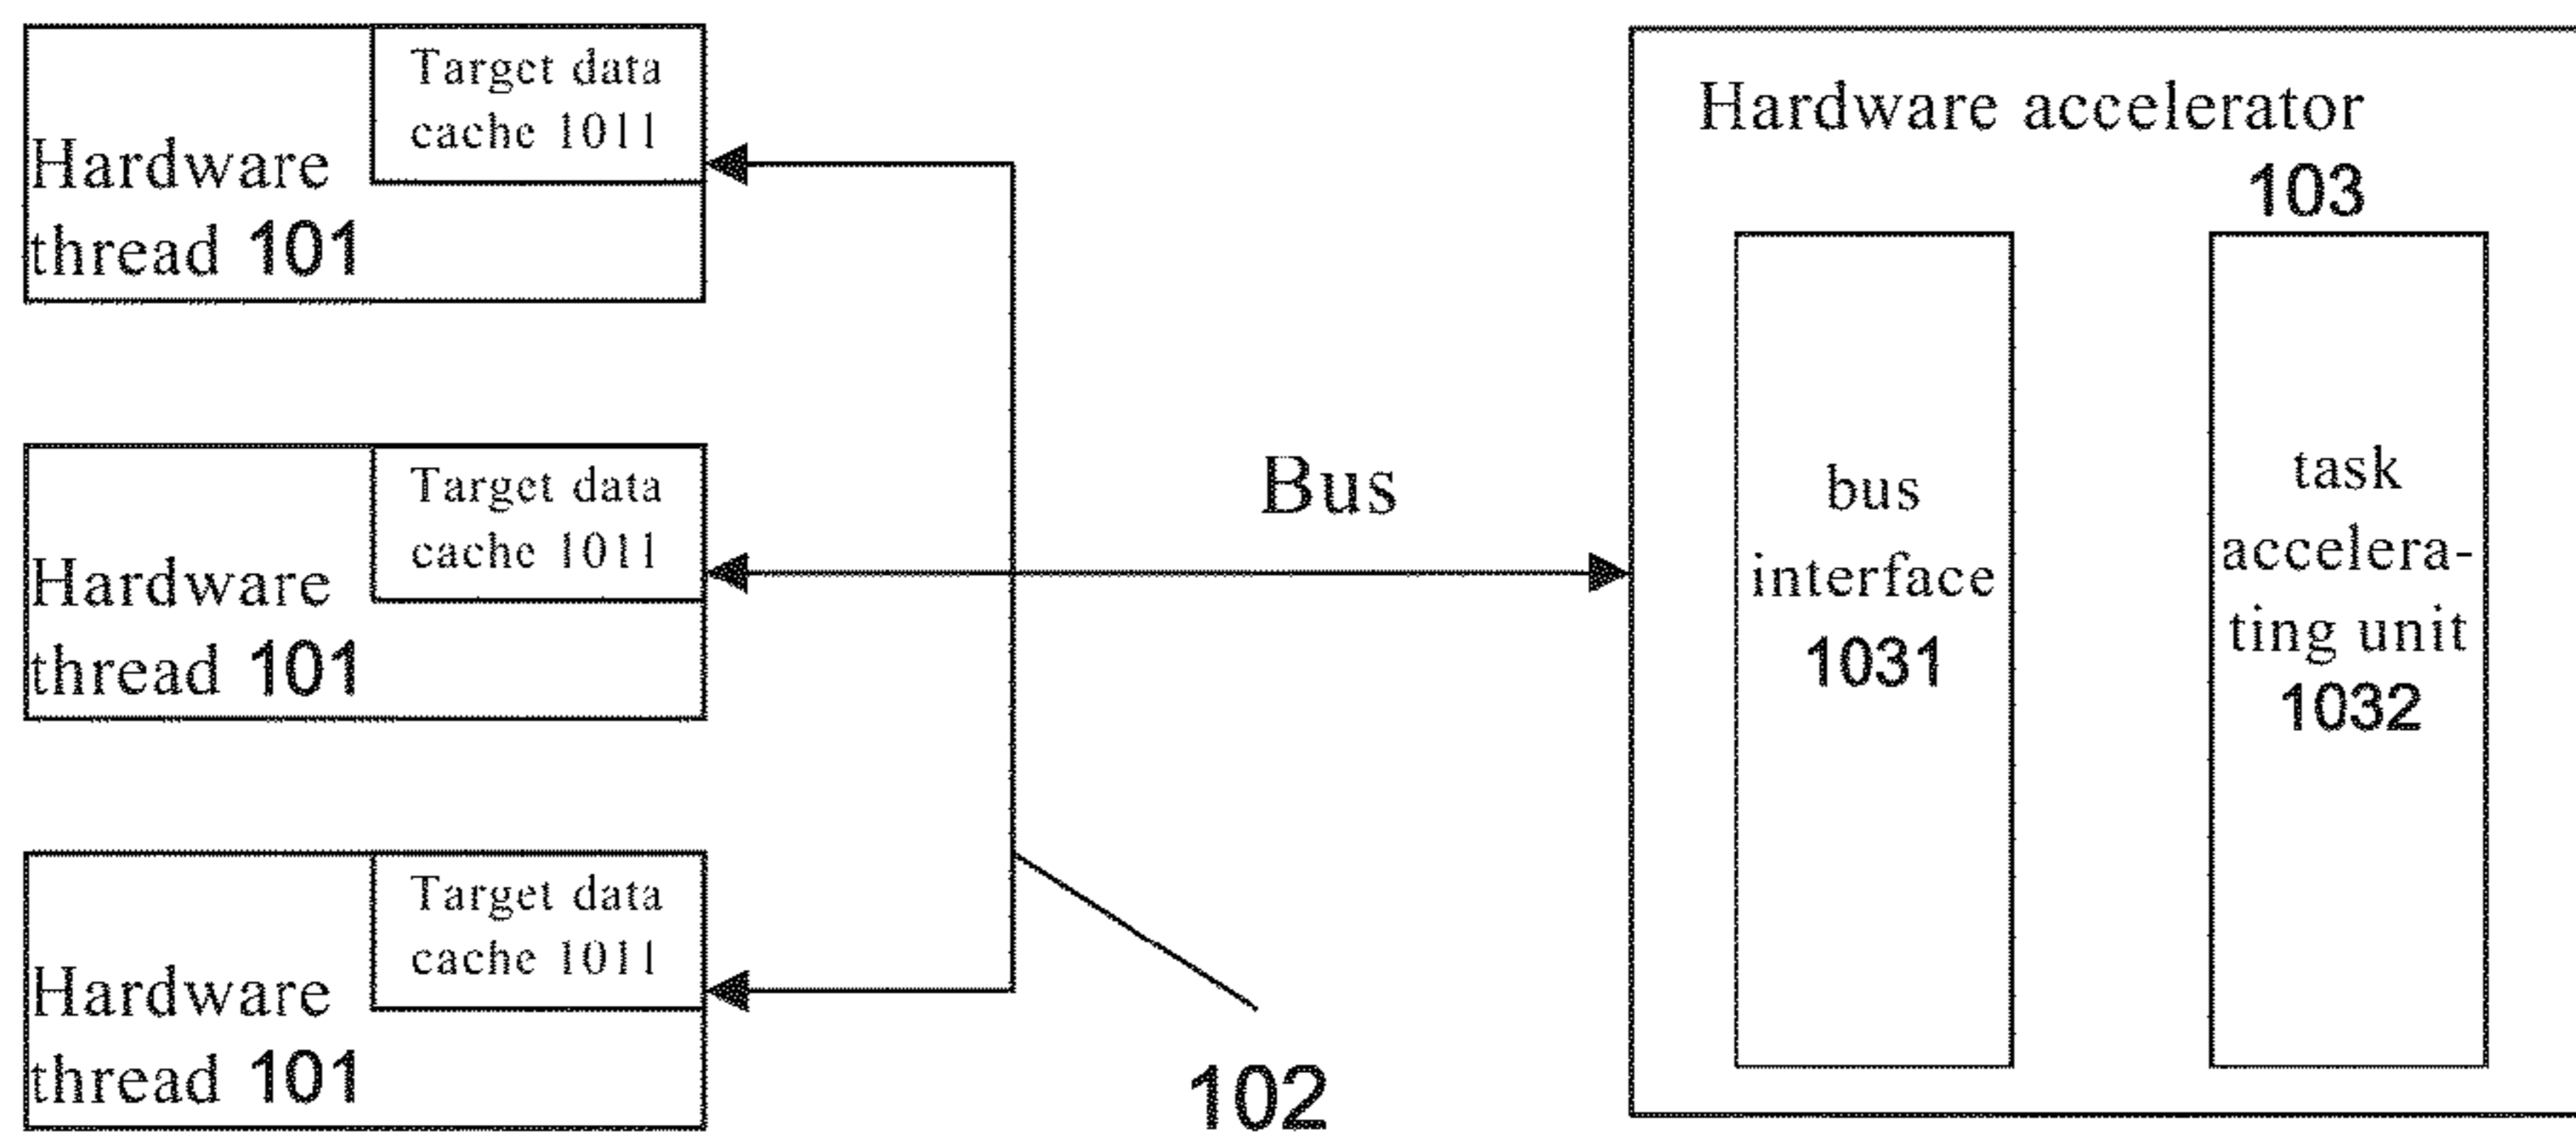 Target data
cache 1011
Hardware
thread 101
Target data
cache 1011
Hardware
thread 101
Target data
cache 1011
Hardware
thread 101
Bus
102
Hardware accelerator
103
bus
interface
1031
task
accelera-
ting unit
1032